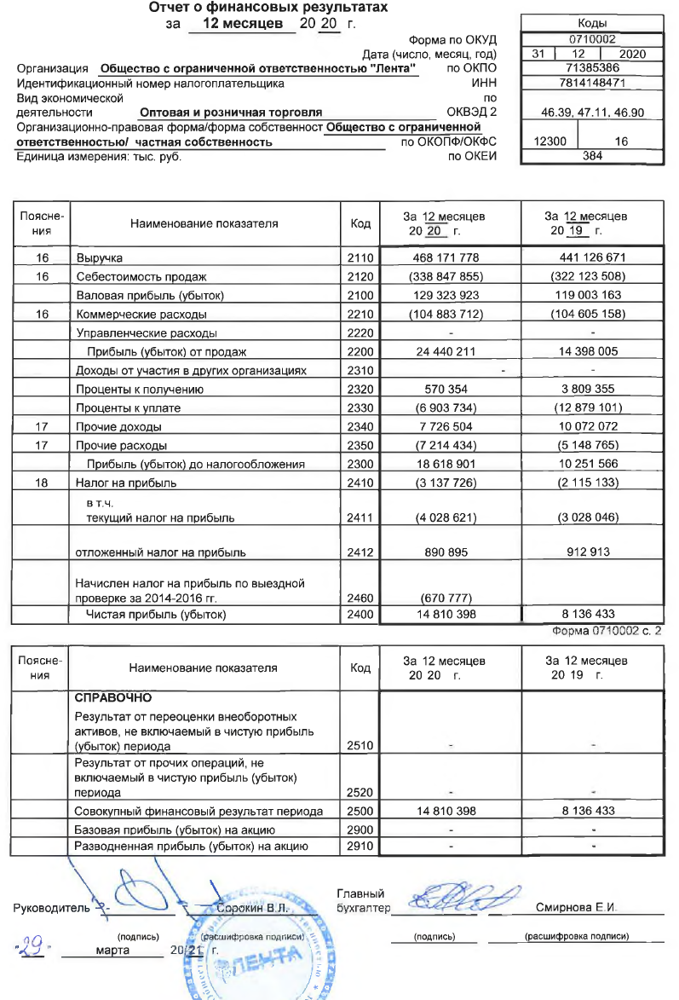 Отчет о финансовых результатах
за 12 месяцев 20 20 г.
Коды
Форма по ОКУД 0710002
Дата (число, месяц, год) 31 12 2020
Организация Общество с ограниченной ответственностью "Лента" по ОКПО 71385386
Идентификационный номер налогоплательщика ИНН 7814148471
Вид экономической по
деятельности Оптовая и розничная торговля ОКВЭД 2 46.39, 47.11, 46.90
Организационно-правовая форма/форма собственност Общество с ограниченной
ответственностью/ частная собственность по ОКОПФ/ОКФС 12300 16
Единица измерения: тыс. руб. по ОКЕИ 384
Поясне- За 12 месяцев За 12 месяцев
ния Наименование показателя Код 20 20 г. 20 19 г.
16 Выручка 2110 468 171 778 441 126 671
16 Себестоимость продаж 2120 (338 847 855) (322 123 508)
Валовая прибыль (убыток) 2100 129 323 923 119 003 163
16 Коммерческие расходы 2210 (104 883 712) (104 605 158)
Управленческие расходы 2220 - -
Прибыль (убыток) от продаж 2200 24 440 211 14 398 005
Доходы от участия в других организациях 2310 - -
Проценты к получению 2320 570 354 3 809 355
Проценты к уплате 2330 (6 903 734) (12 879 101)
17 Прочие доходы 2340 7 726 504 10 072 072
17 Прочие расходы 2350 (7 214 434) (5 148 765)
Прибыль (убыток) до налогообложения 2300 18 618 901 10 251 566
18 Налог на прибыль 2410 (3 137 726) (2 115 133)
в т.ч.
текущий налог на прибыль 2411 (4 028 621) (3 028 046)
отложенный налог на прибыль 2412 890 895 912 913
Начислен налог на прибыль по выездной
проверке за 2014-2016 гг. 2460 (670 777)
Чистая прибыль (убыток) 2400 14 810 398 8 136 433
Форма 0710002 с. 2
Поясне- За 12 месяцев За 12 месяцев
ния Наименование показателя Код 20 20 г. 20 19 г.
СПРАВОЧНО
Результат от переоценки внеоборотных
активов, не включаемый в чистую прибыль
(убыток) периода 2510 - -
Результат от прочих операций, не
включаемый в чистую прибыль (убыток)
периода 2520 - -
Совокупный финансовый результат периода 2500 14 810 398 8 136 433
Базовая прибыль (убыток) на акцию 2900 - -
Разводненная прибыль (убыток) на акцию 2910 - -
Главный
Руководитель Сорокин В.Л. бухгалтер Смирнова Е.И.
(подпись) (расшифровка подписи) (подпись) (расшифровка подписи)
"29" марта 20 21 г.
ЛЕНТА